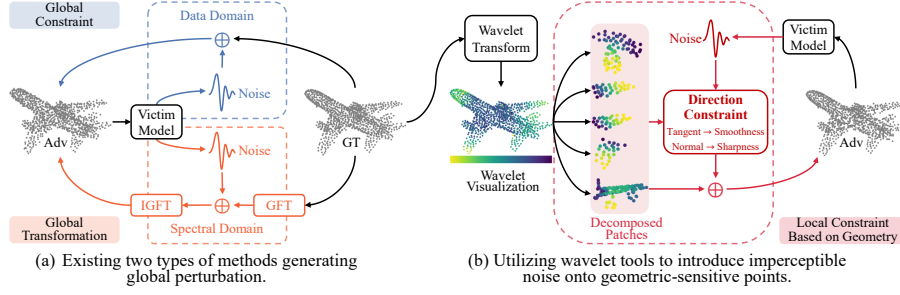 Global
Constraint
Data Domain
Noise
Adv
Victim
Model
GT
Noise
IGFT
GFT
Global
Transformation
Spectral Domain
(a) Existing two types of methods generating
global perturbation.
Wavelet
Transform
Wavelet
Visualization
Decomposed
Patches
Noise
Victim
Model
Direction
Constraint
Tangent → Smoothness
Normal → Sharpness
Adv
Local Constraint
Based on Geometry
(b) Utilizing wavelet tools to introduce imperceptible
noise onto geometric-sensitive points.